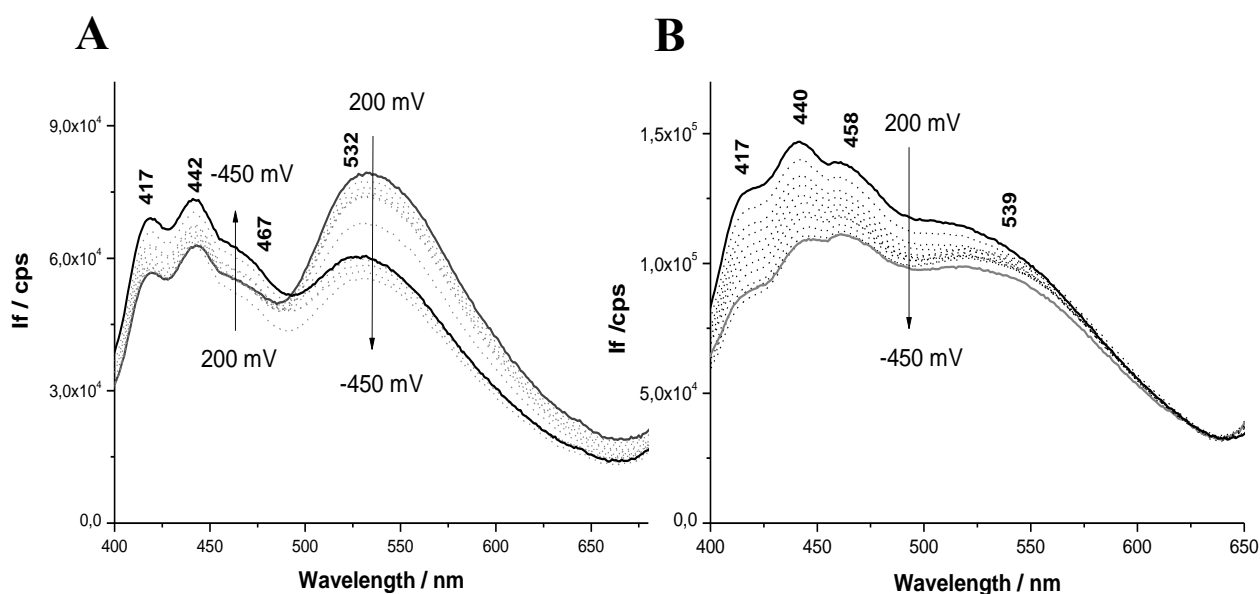 A
If / cps
9,0x10⁴
6,0x10⁴
3,0x10⁴
0,0
417
442
467
532
-450 mV
200 mV
200 mV
-450 mV
400
450
500
550
600
650
Wavelength / nm
B
If /cps
1,5x10⁵
1,0x10⁵
5,0x10⁴
0,0
417
440
458
539
200 mV
-450 mV
400
450
500
550
600
650
Wavelength / nm